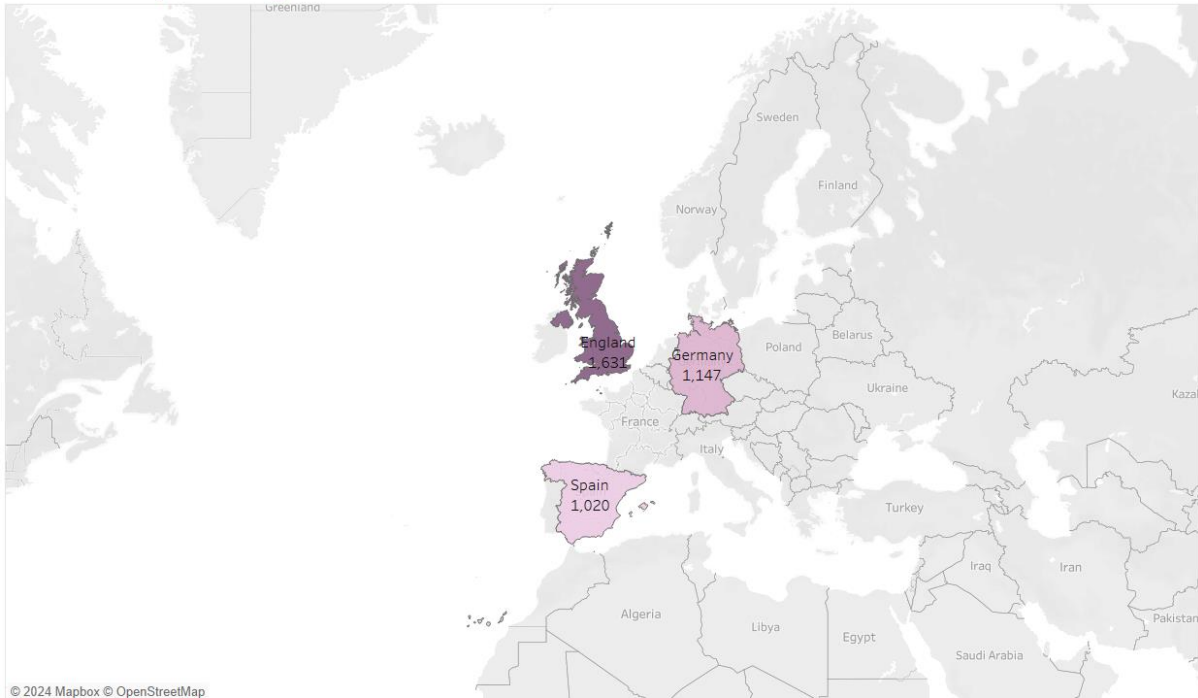 Greenland
Sweden
Finland
Norway
England
1,631
Germany
1,147
Poland
Belarus
Ukraine
Kazal
France
Italy
Spain
1,020
Turkey
Iraq
Iran
Algeria
Libya
Egypt
Pakistan
Saudi Arabia
© 2024 Mapbox © OpenStreetMap